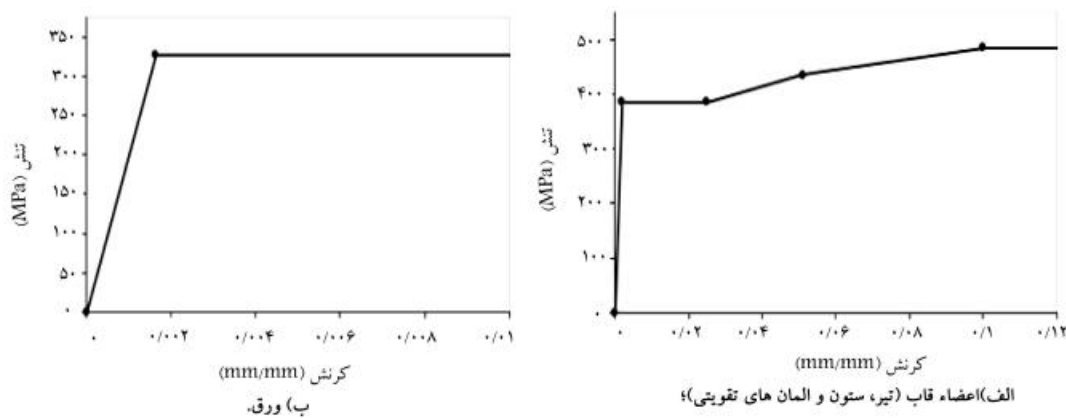 ۵۰۰
۴۰۰
۳۰۰
۲۰۰
۱۰۰
۰
تنش (MPa)
۰ ۰/۰۲ ۰/۰۴ ۰/۰۶ ۰/۰۸ ۰/۱ ۰/۱۲
کرنش (mm/mm)
الف)اعضاء قاب (تیر، ستون و المان های تقویتی)؛
۳۵۰
۳۰۰
۲۵۰
۲۰۰
۱۵۰
۱۰۰
۵۰
۰
تنش (MPa)
۰ ۰/۰۰۲ ۰/۰۰۴ ۰/۰۰۶ ۰/۰۰۸ ۰/۰۱
کرنش (mm/mm)
ب) ورق.